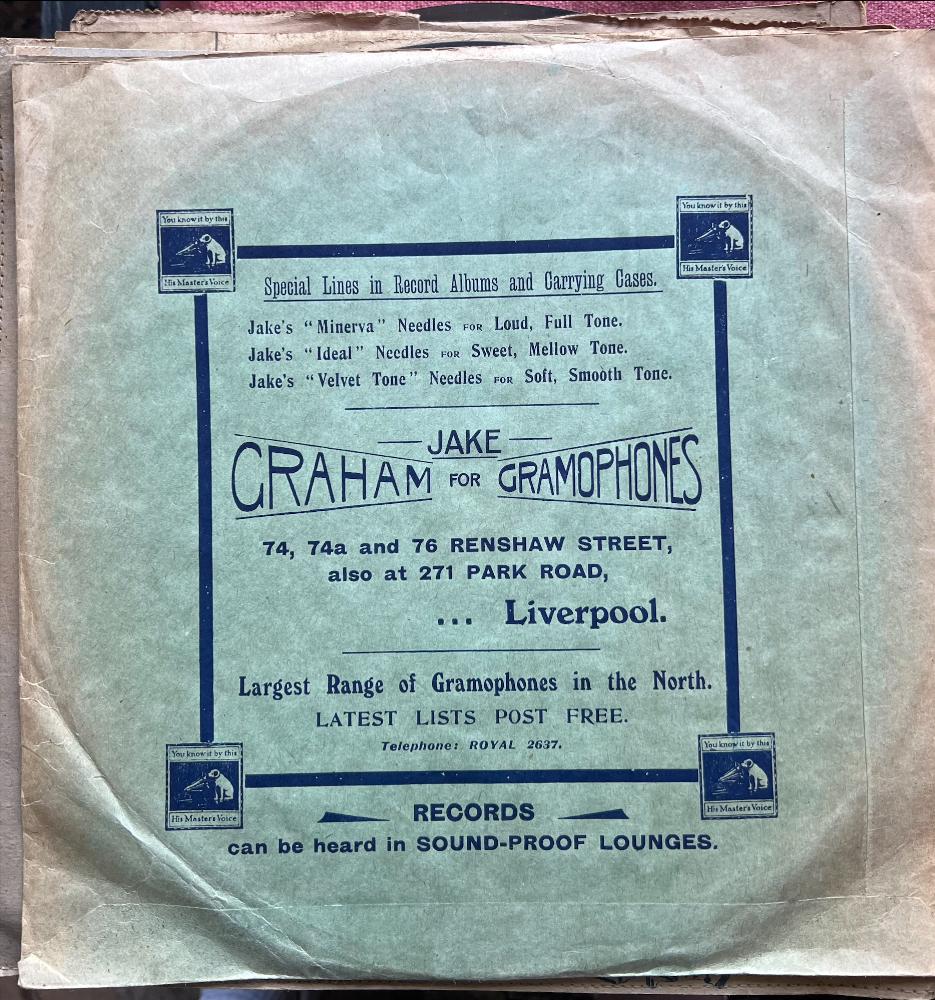 You know it by this
You know it by this
His Master's Voice
His Master's Voice
Special Lines in Record Albums and Carrying Cases.
Jake's "Minerva" Needles FOR Loud, Full Tone.
Jake's "Ideal" Needles FOR Sweet, Mellow Tone.
Jake's "Velvet Tone" Needles FOR Soft, Smooth Tone.
JAKE
GRAHAM FOR GRAMOPHONES
74, 74a and 76 RENSHAW STREET,
also at 271 PARK ROAD,
... Liverpool.
Largest Range of Gramophones in the North.
LATEST LISTS POST FREE.
Telephone: ROYAL 2637.
You know it by this
You know it by this
His Master's Voice
His Master's Voice
RECORDS
can be heard in SOUND-PROOF LOUNGES.